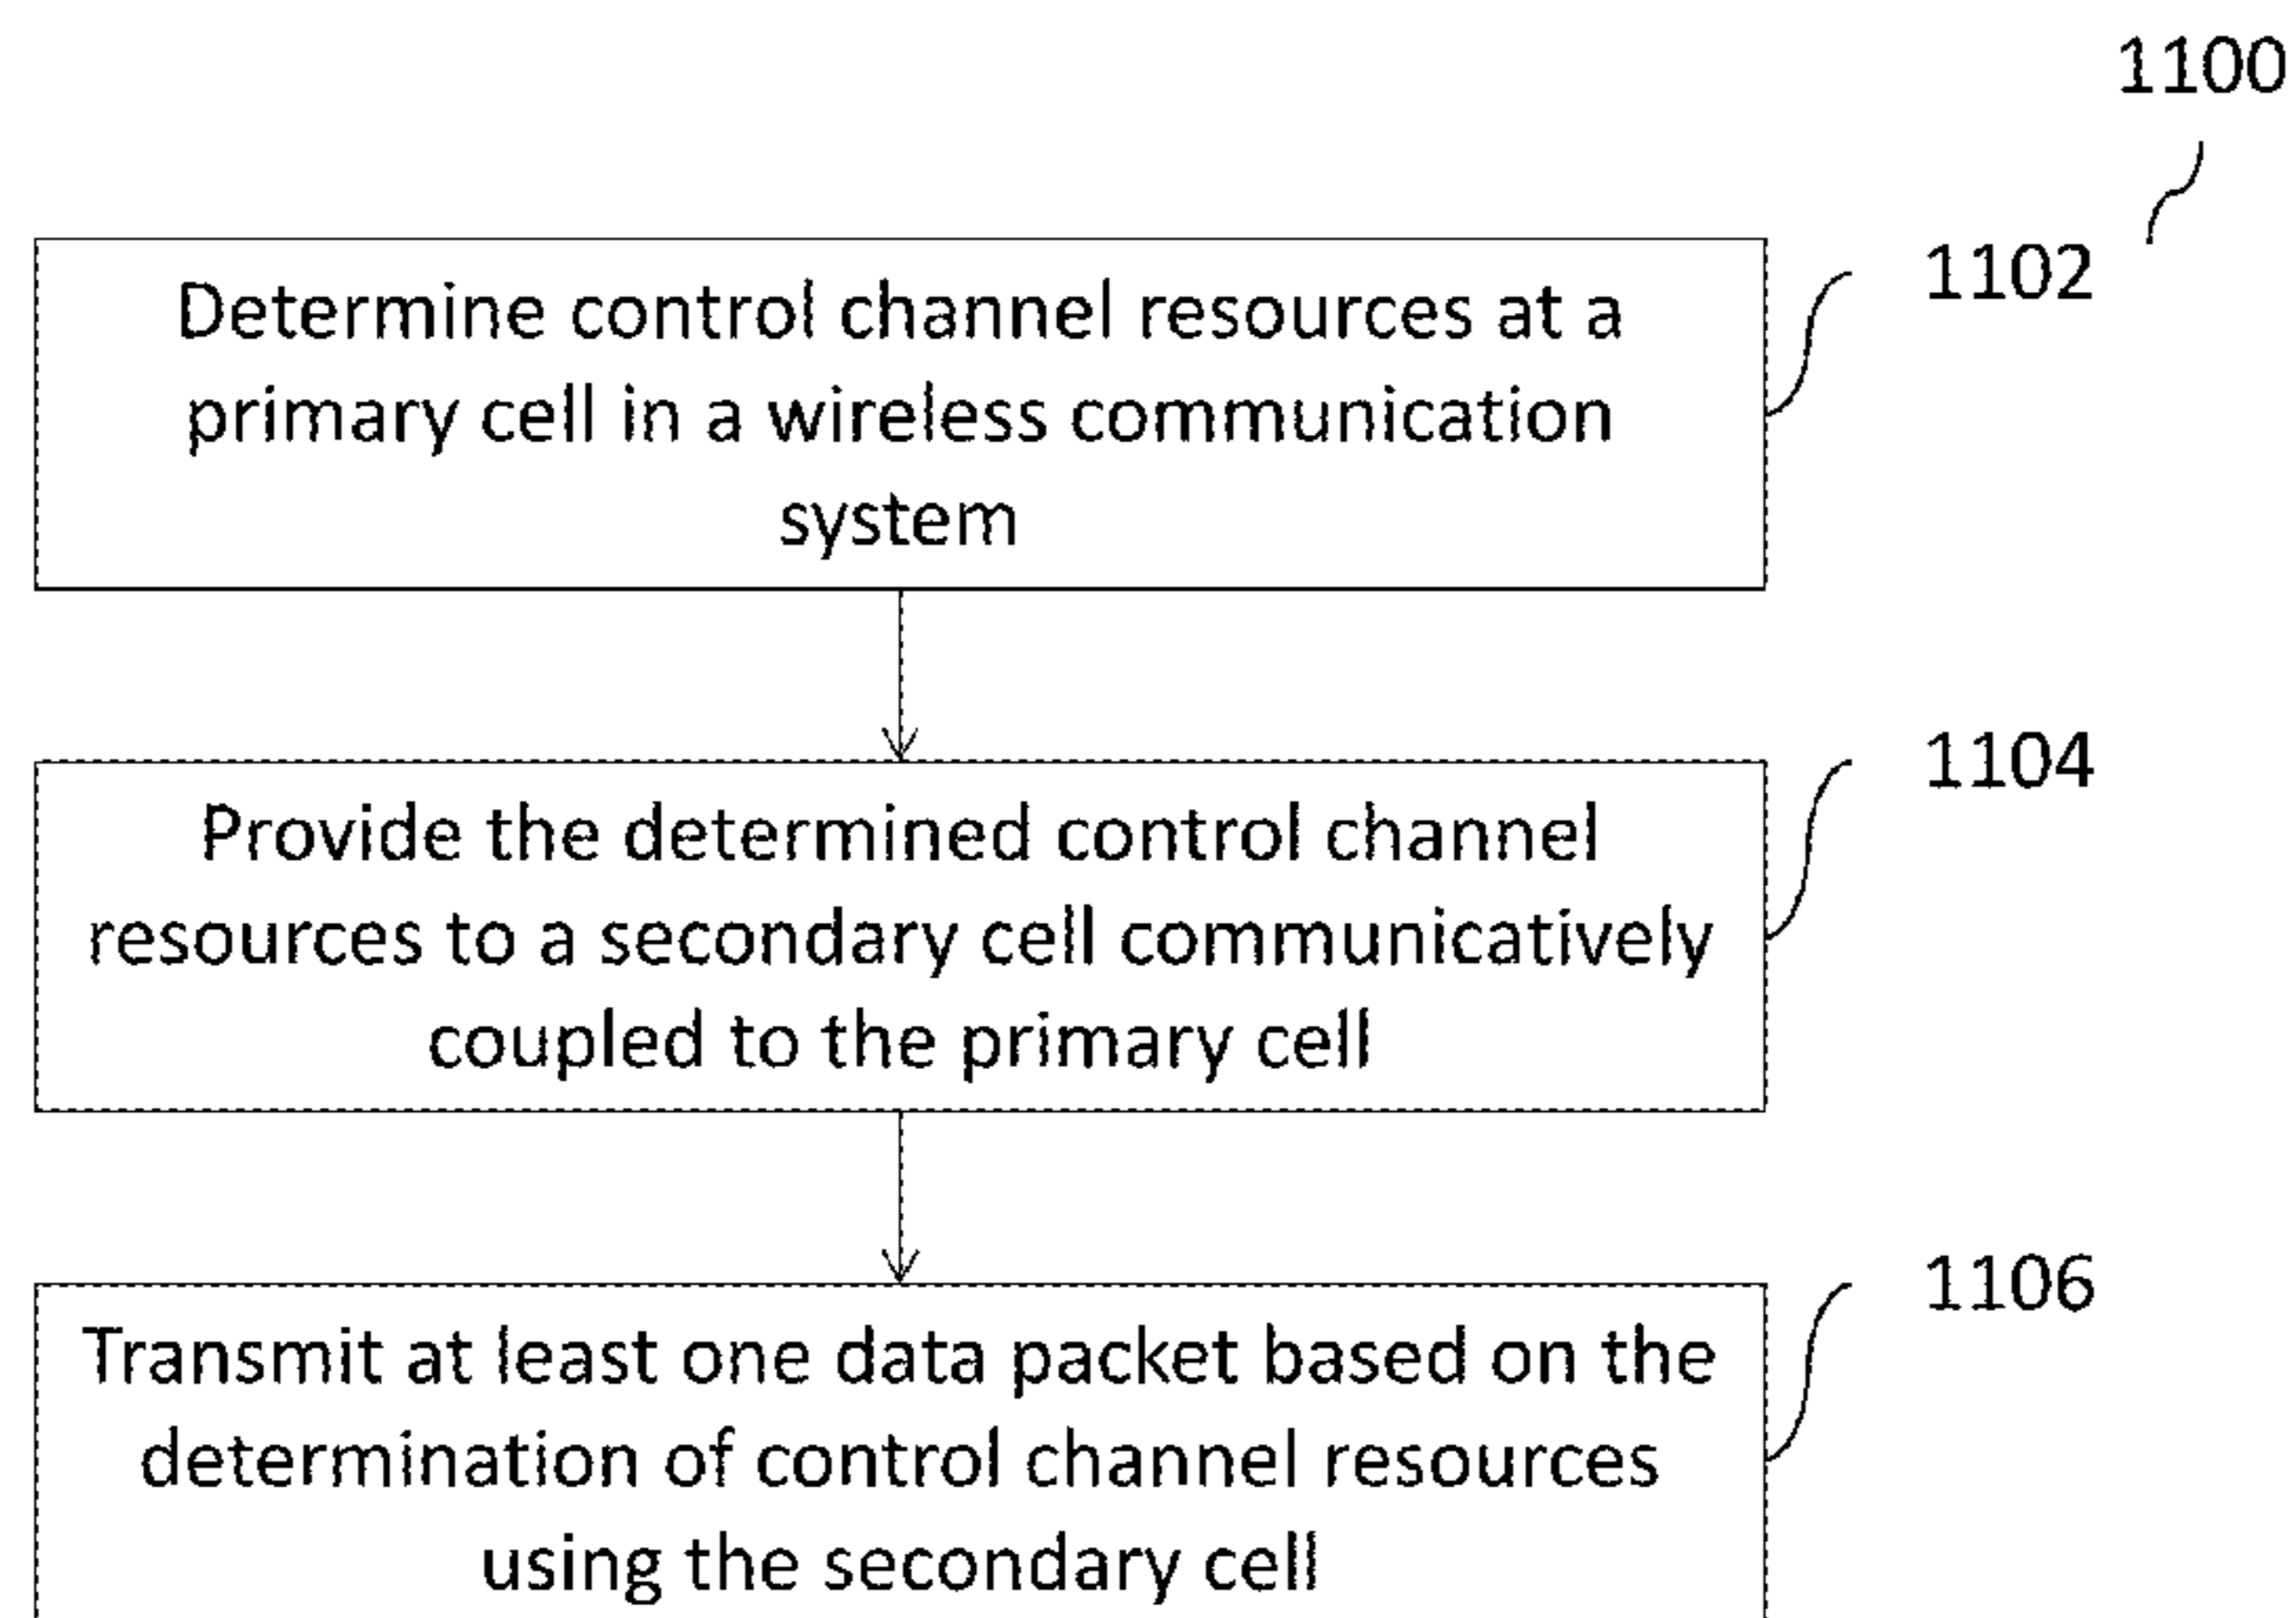 1100
1102
Determine control channel resources at a
primary cell in a wireless communication
system
1104
Provide the determined control channel
resources to a secondary cell communicatively
coupled to the primary cell
1106
Transmit at least one data packet based on the
determination of control channel resources
using the secondary cell